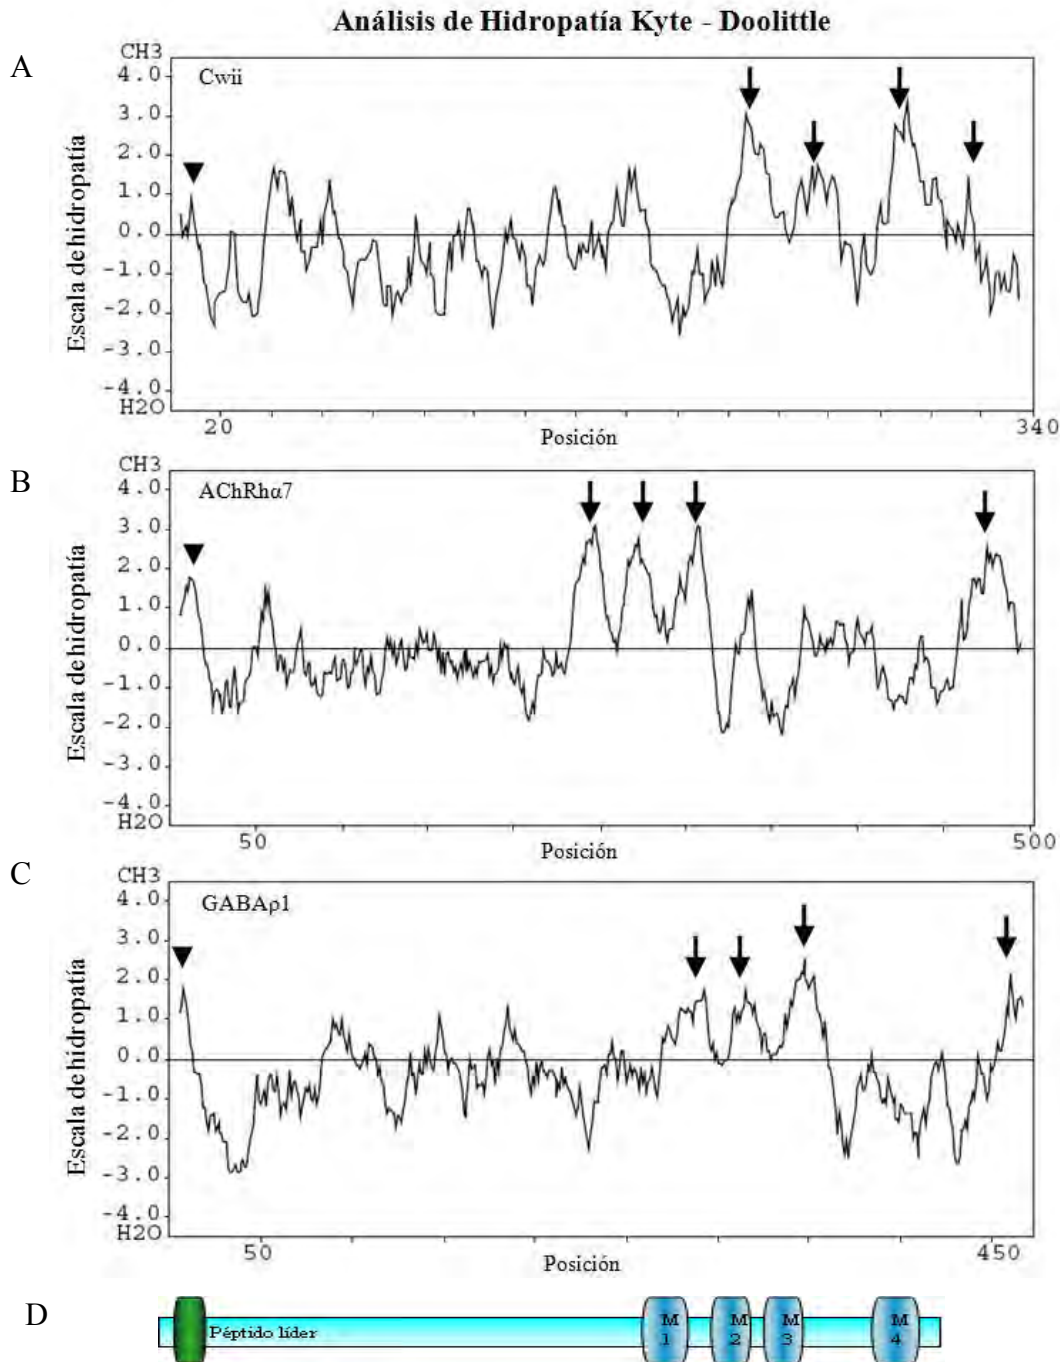 Análisis de Hidropatía Kyte - Doolittle
A
CH3
Cwii
4.0
3.0
2.0
1.0
0.0
-1.0
-2.0
-3.0
-4.0
H2O
Escala de hidropatía
20
Posición
340
B
CH3
AChRhα7
4.0
3.0
2.0
1.0
0.0
-1.0
-2.0
-3.0
-4.0
H2O
Escala de hidropatía
50
Posición
500
C
CH3
GABAρ1
4.0
3.0
2.0
1.0
0.0
-1.0
-2.0
-3.0
-4.0
H2O
Escala de hidropatía
50
Posición
450
D
Péptido líder
M
1
M
2
M
3
M
4